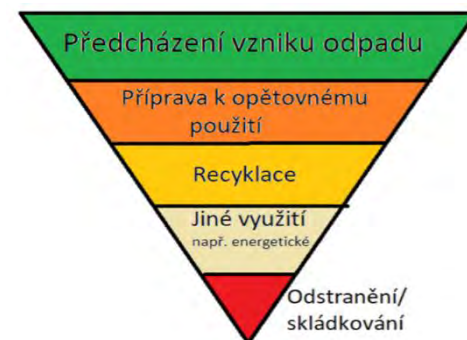 Předcházení vzniku odpadu
Příprava k opětovnému
použití
Recyklace
Jiné využití
např. energetické
Odstranění/
skládkování